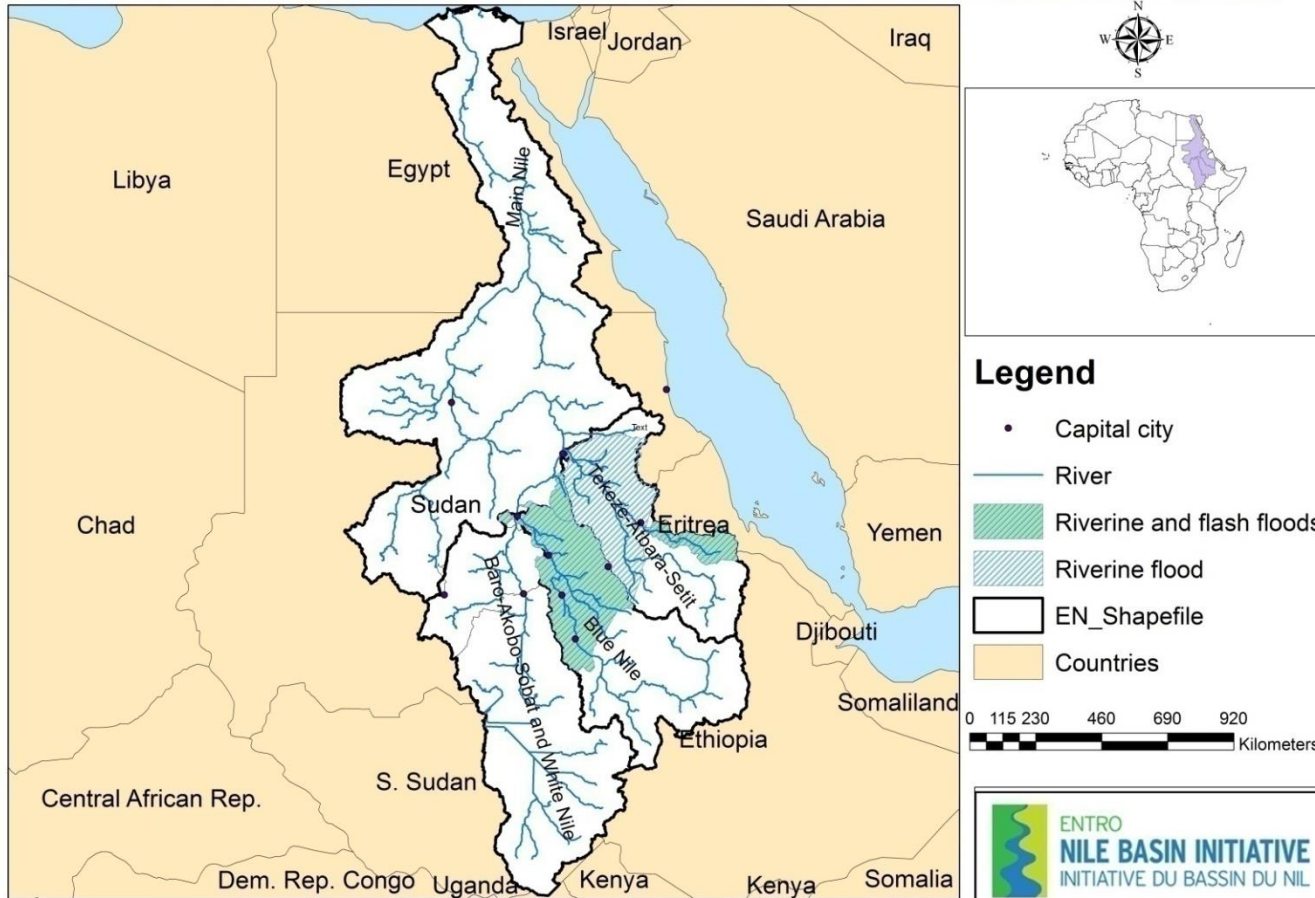 Israel
Jordan
Iraq
Libya
Egypt
Main Nile
Saudi Arabia
Text
Chad
Sudan
Tekeze-Atbara-Setit
Eritrea
Yemen
Baro-Akobo-Sobat and White Nile
Blue Nile
Djibouti
Somaliland
Ethiopia
S. Sudan
Central African Rep.
Dem. Rep. Congo
Uganda
Kenya
Kenya
Somalia
N
W
E
S
Legend
Capital city
River
Riverine and flash floods
Riverine flood
EN_Shapefile
Countries
0 115 230 460 690 920
Kilometers
ENTRO
NILE BASIN INITIATIVE
INITIATIVE DU BASSIN DU NIL